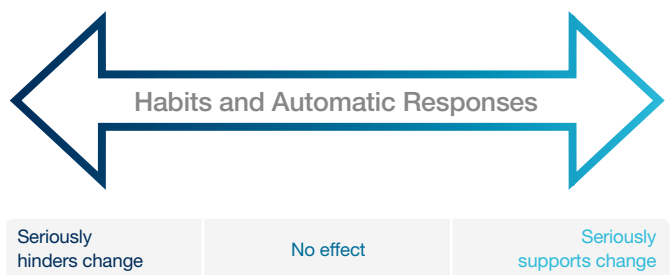 Habits and Automatic Responses
Seriously
hinders change
No effect
Seriously
supports change